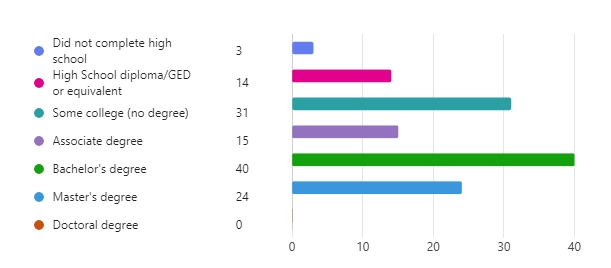 Did not complete high
school
3
High School diploma/GED
or equivalent
14
Some college (no degree)
31
Associate degree
15
Bachelor's degree
40
Master's degree
24
Doctoral degree
0
0 10 20 30 40